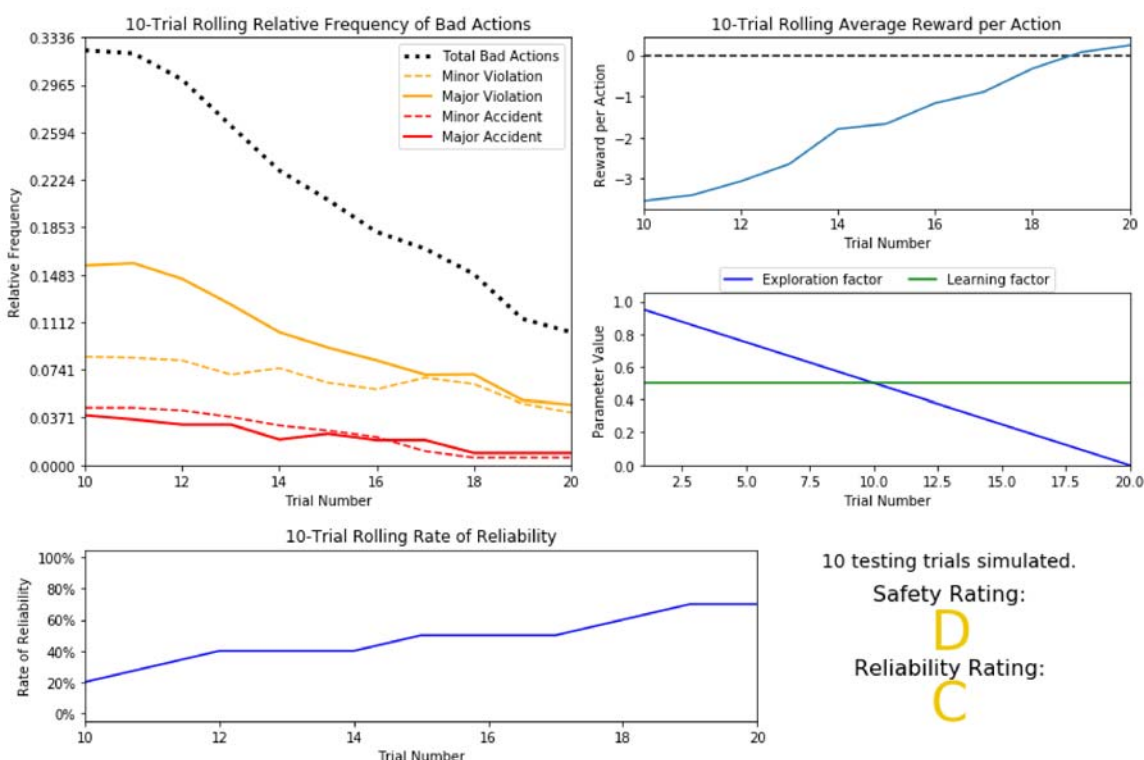 10-Trial Rolling Relative Frequency of Bad Actions
0.3336
0.2965
0.2594
0.2224
0.1853
0.1483
0.1112
0.0741
0.0371
0.0000
Relative Frequency
Total Bad Actions
Minor Violation
Major Violation
Minor Accident
Major Accident
10 12 14 16 18 20
Trial Number
10-Trial Rolling Average Reward per Action
0
−1
−2
−3
Reward per Action
10 12 14 16 18 20
Trial Number
Exploration factor Learning factor
1.0
0.8
0.6
0.4
0.2
0.0
Parameter Value
2.5 5.0 7.5 10.0 12.5 15.0 17.5 20.0
Trial Number
10-Trial Rolling Rate of Reliability
100%
80%
60%
40%
20%
0%
Rate of Reliability
10 12 14 16 18 20
Trial Number
10 testing trials simulated.
Safety Rating:
D
Reliability Rating:
C